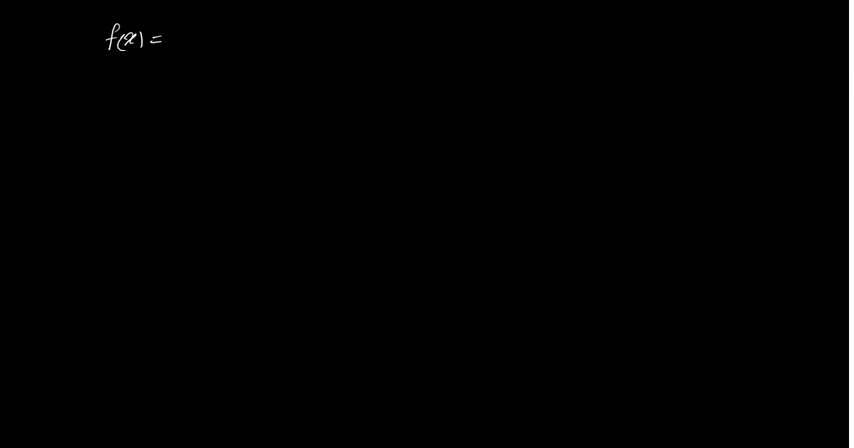 f(x) =